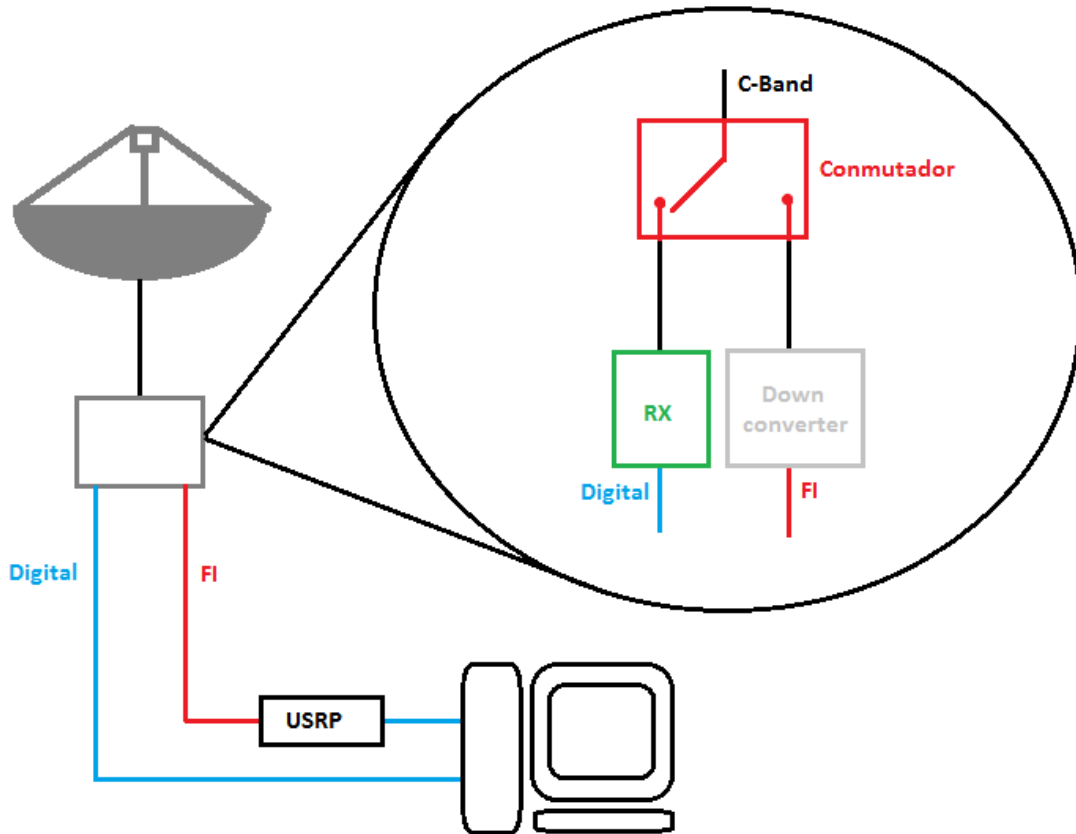 C-Band
Conmutador
RX
Down
converter
Digital
FI
Digital
FI
USRP